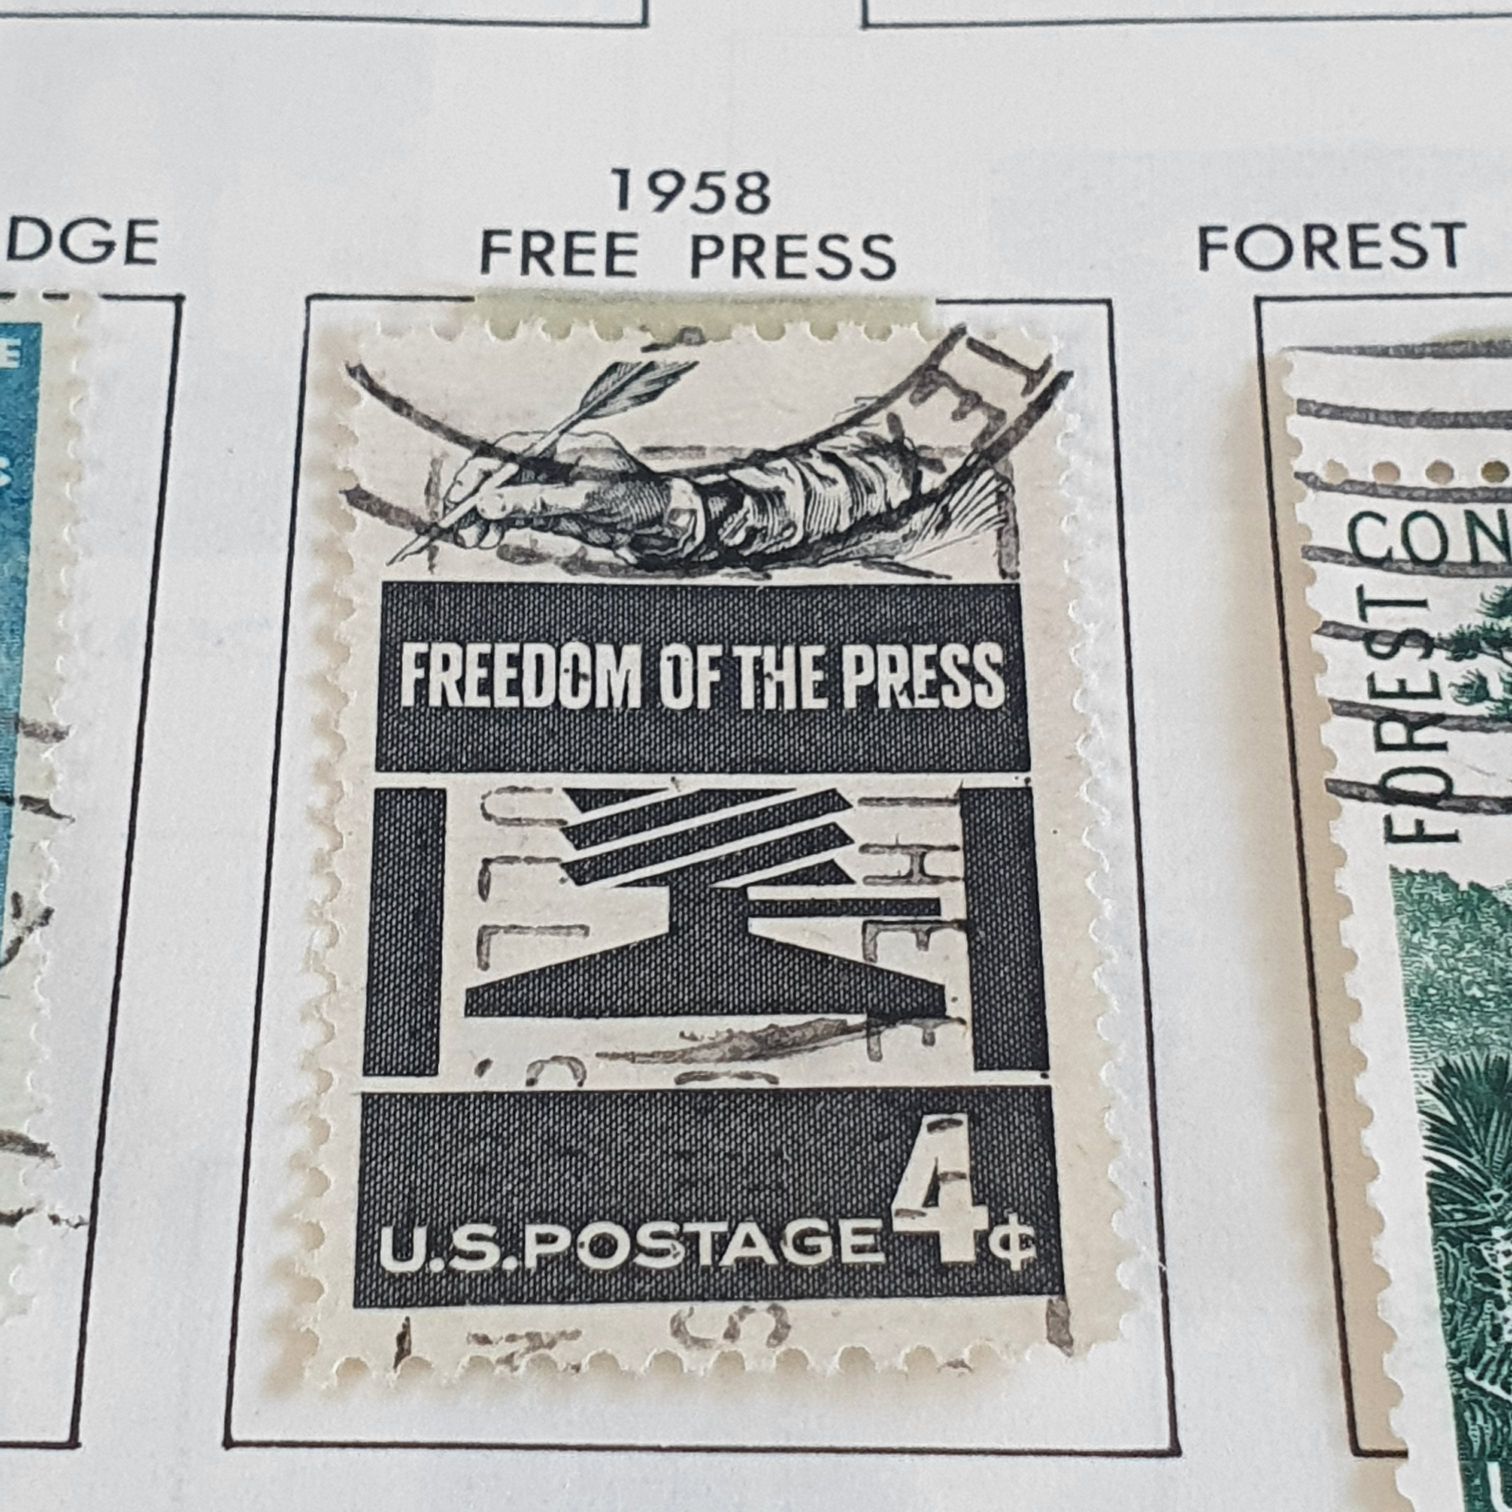 1958
DGE
FREE PRESS
FOREST
E
FREEDOM OF THE PRESS
U.S.POSTAGE 4¢
FOREST CON